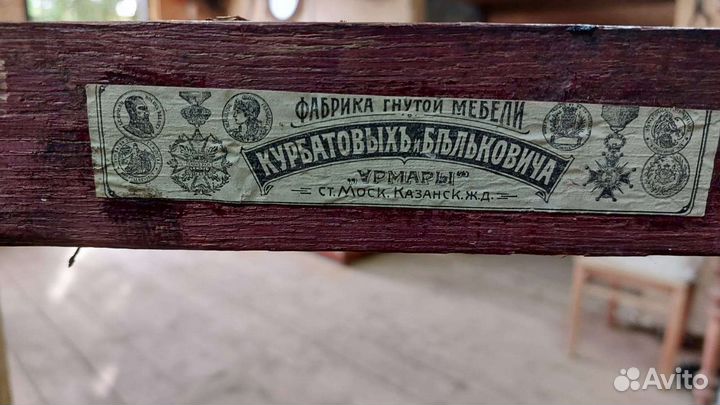 ФАБРИКА ГНУТОЙ МЕБЕЛИ
КУРБАТОВЫХЪ и БѢЛЬКОВИЧА
„УРМАРЫ“
СТ. МОСК. КАЗАНСК. Ж.Д.
Avito